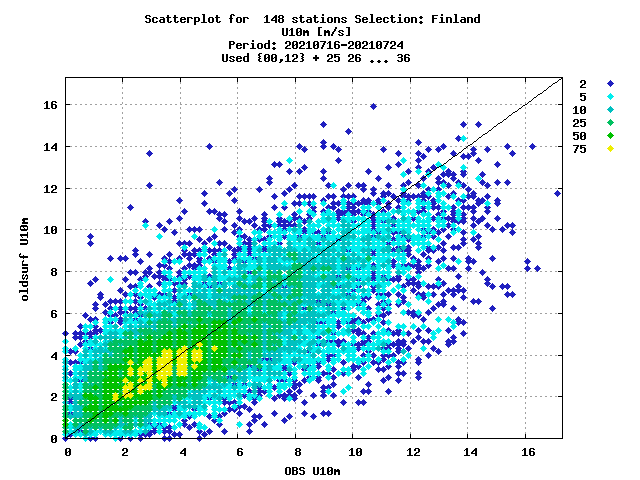 Scatterplot for  148 stations Selection: Finland
U10m [m/s]
Period: 20210716-20210724
Used {00,12} + 25 26 ... 36
2
5
10
25
50
75
16
14
12
10
8
6
4
2
0
oldsurf U10m
0 2 4 6 8 10 12 14 16
OBS U10m